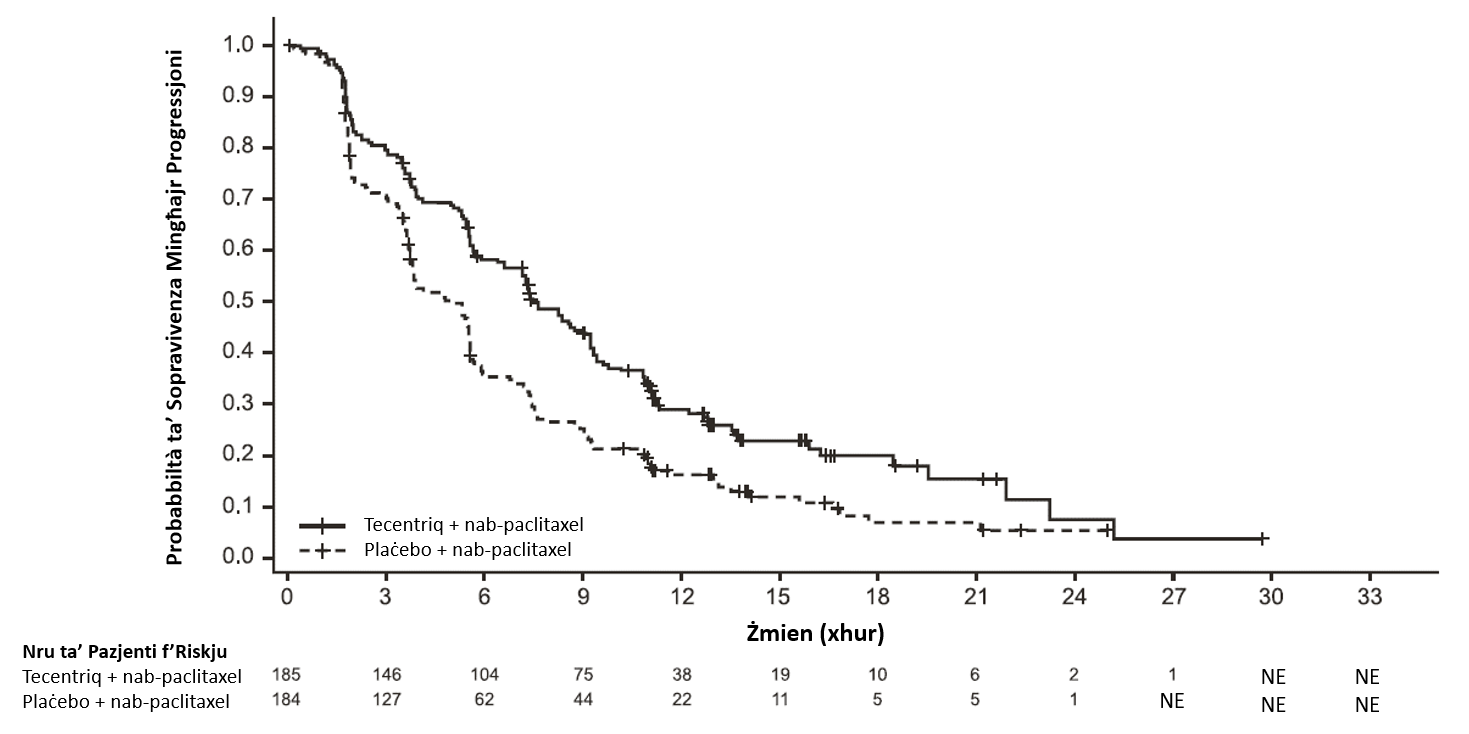 Probabbiltà ta’ Sopravivenza Mingħajr Progressjoni
1.0
0.9
0.8
0.7
0.6
0.5
0.4
0.3
0.2
0.1
0.0
Tecentriq + nab-paclitaxel
Plaċebo + nab-paclitaxel
0 3 6 9 12 15 18 21 24 27 30 33
Żmien (xhur)
Nru ta’ Pazjenti f’Riskju
Tecentriq + nab-paclitaxel 185 146 104 75 38 19 10 6 2 1 NE NE
Plaċebo + nab-paclitaxel 184 127 62 44 22 11 5 5 1 NE NE NE